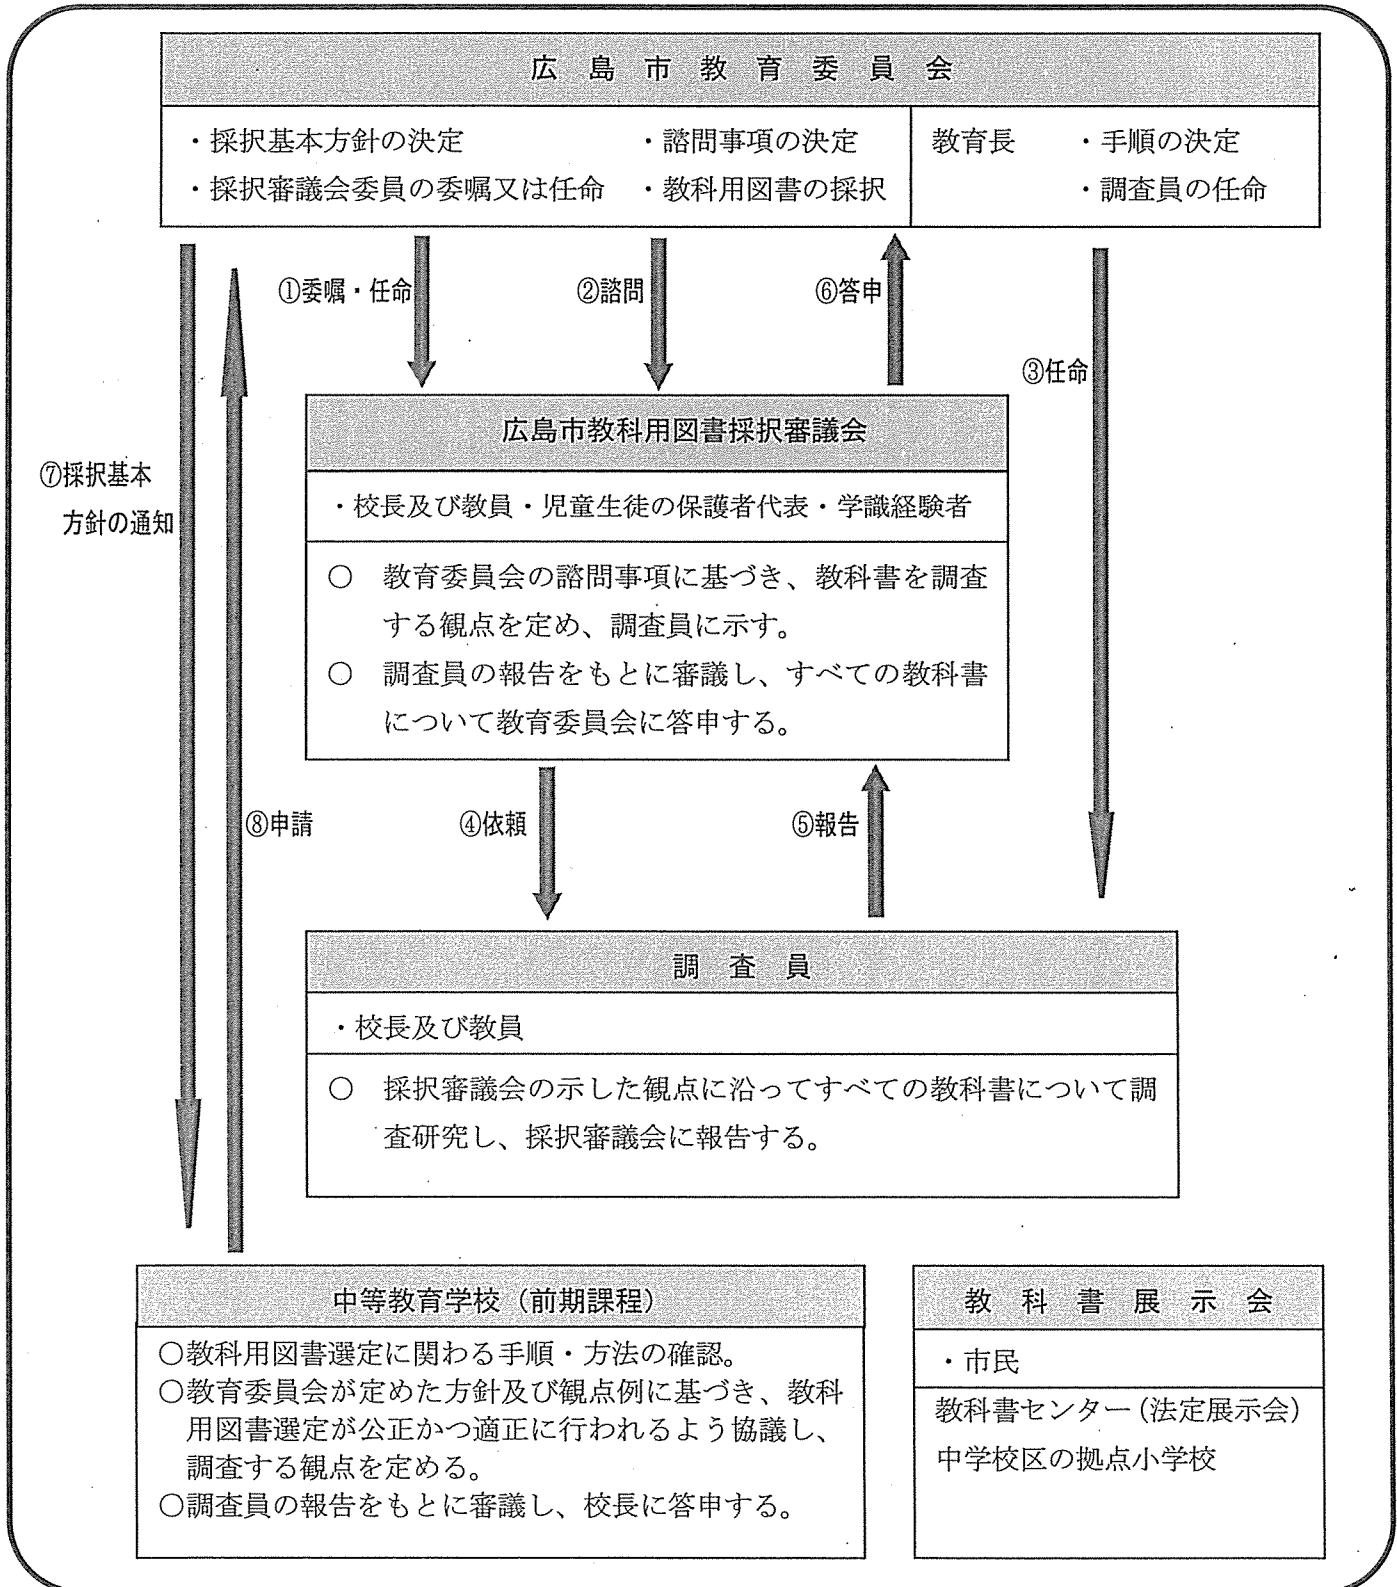 広島市教育委員会
・採択基本方針の決定 ・諮問事項の決定
・採択審議会委員の委嘱又は任命 ・教科用図書の採択
教育長 ・手順の決定
・調査員の任命
①委嘱・任命
②諮問
⑥答申
③任命
広島市教科用図書採択審議会
・校長及び教員・児童生徒の保護者代表・学識経験者
○ 教育委員会の諮問事項に基づき、教科書を調査
する観点を定め、調査員に示す。
○ 調査員の報告をもとに審議し、すべての教科書
について教育委員会に答申する。
⑦採択基本
方針の通知
⑧申請
④依頼
⑤報告
調査員
・校長及び教員
○ 採択審議会の示した観点に沿ってすべての教科書について調
査研究し、採択審議会に報告する。
中等教育学校（前期課程）
○教科用図書選定に関わる手順・方法の確認。
○教育委員会が定めた方針及び観点例に基づき、教科
用図書選定が公正かつ適正に行われるよう協議し、
調査する観点を定める。
○調査員の報告をもとに審議し、校長に答申する。
教科書展示会
・市民
教科書センター（法定展示会）
中学校区の拠点小学校